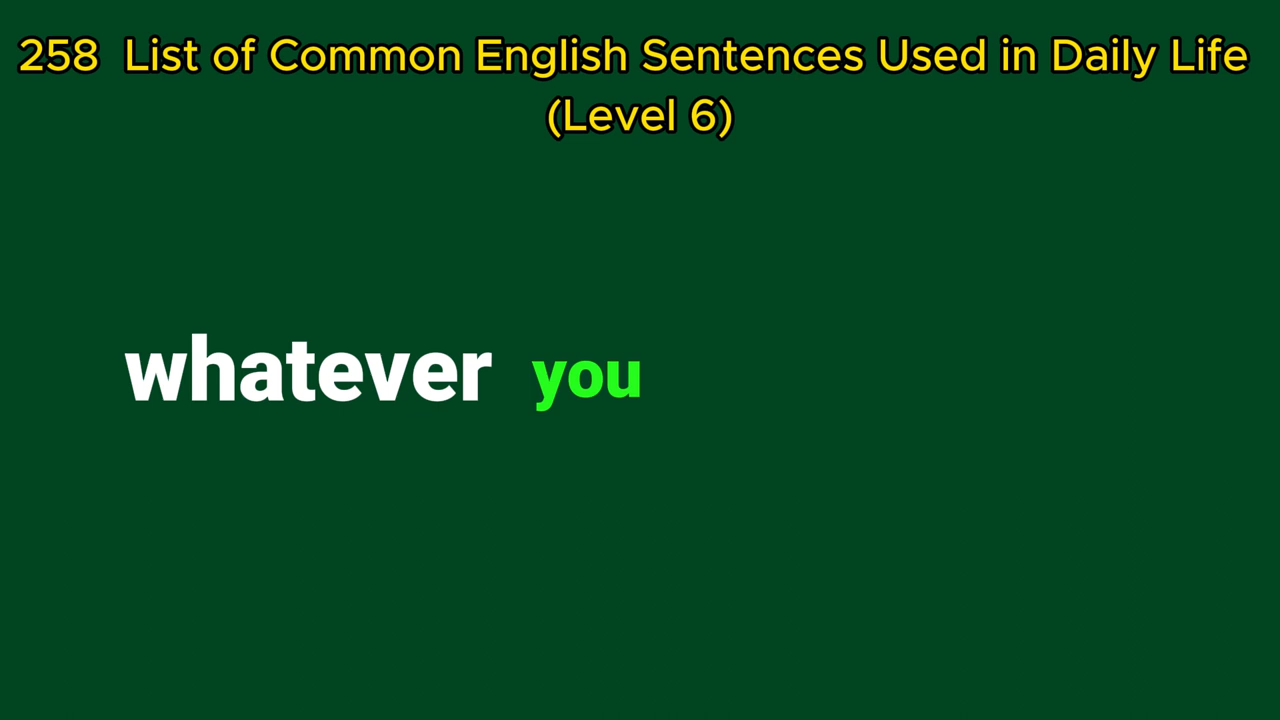 258 List of Common English Sentences Used in Daily Life
(Level 6)
whatever you